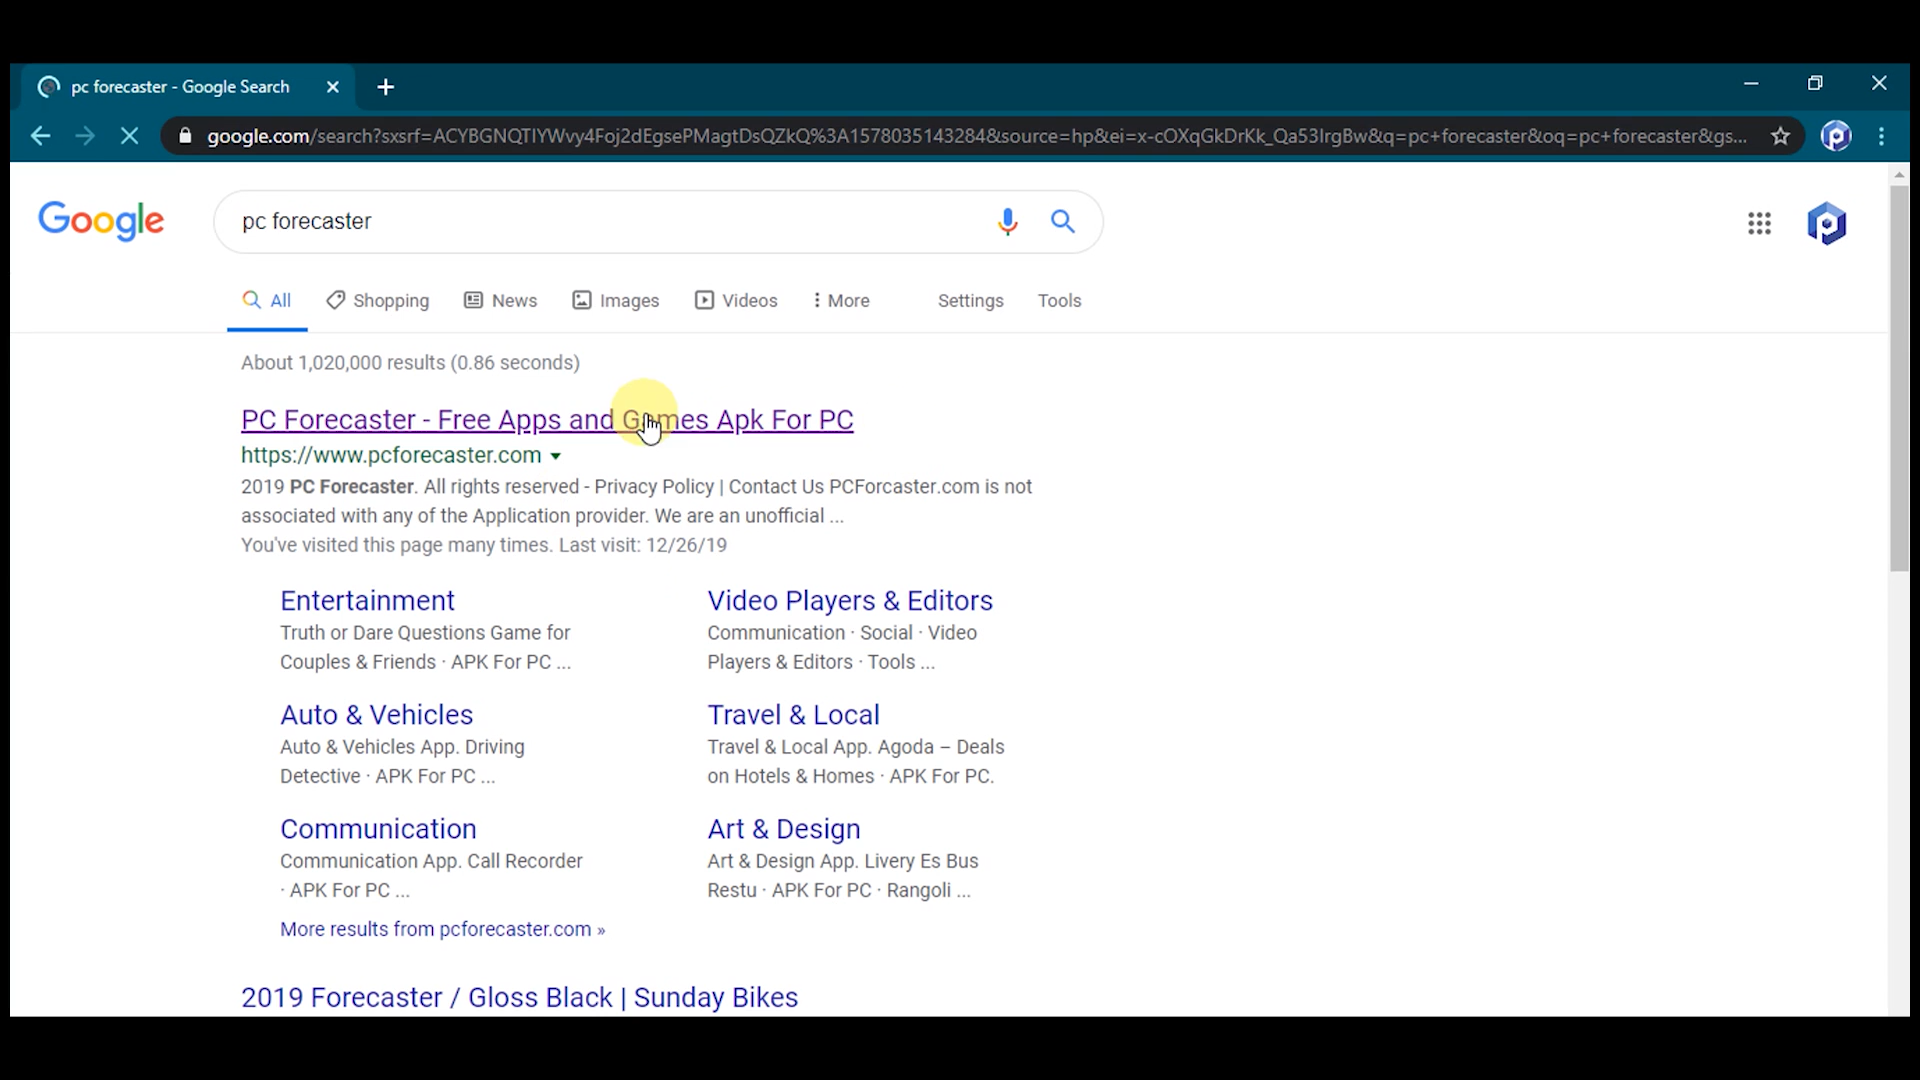 pc forecaster - Google Search
google.com/search?sxsrf=ACYBGNQTIYWvy4Foj2dEgsePMagtDsQZkQ%3A1578035143284&source=hp&ei=x-cOXqGkDrKk_Qa53IrgBw&q=pc+forecaster&oq=pc+forecaster&gs...
Google
pc forecaster
All Shopping News Images Videos More Settings Tools
About 1,020,000 results (0.86 seconds)
PC Forecaster - Free Apps and Games Apk For PC
https://www.pcforecaster.com
2019 PC Forecaster. All rights reserved - Privacy Policy | Contact Us PCForcaster.com is not
associated with any of the Application provider. We are an unofficial ...
You've visited this page many times. Last visit: 12/26/19
Entertainment
Truth or Dare Questions Game for
Couples & Friends · APK For PC ...
Video Players & Editors
Communication · Social · Video
Players & Editors · Tools ...
Auto & Vehicles
Auto & Vehicles App. Driving
Detective · APK For PC ...
Travel & Local
Travel & Local App. Agoda – Deals
on Hotels & Homes · APK For PC.
Communication
Communication App. Call Recorder
· APK For PC ...
Art & Design
Art & Design App. Livery Es Bus
Restu · APK For PC · Rangoli ...
More results from pcforecaster.com »
2019 Forecaster / Gloss Black | Sunday Bikes